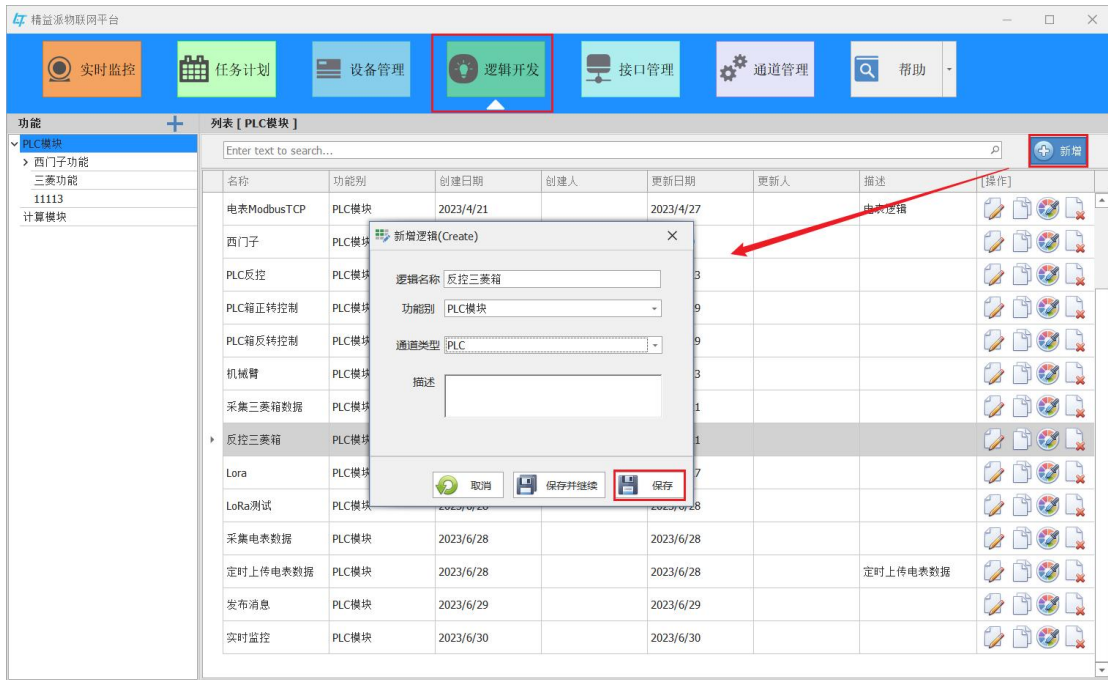 精益派物联网平台
实时监控 任务计划 设备管理 逻辑开发 接口管理 通道管理 帮助
功能 列表 [ PLC模块 ]
PLC模块
西门子功能
三菱功能
11113
计算模块
Enter text to search... 新增
名称 功能别 创建日期 创建人 更新日期 更新人 描述 [操作]
电表ModbusTCP PLC模块 2023/4/21 2023/4/27 电表逻辑
西门子 PLC模块
PLC反控 PLC模块 3
PLC箱正转控制 PLC模块 9
PLC箱反转控制 PLC模块 9
机械臂 PLC模块 3
采集三菱箱数据 PLC模块 1
反控三菱箱 PLC模块 1
Lora PLC模块 7
LoRa测试 PLC模块 2023/6/28 2023/6/28
采集电表数据 PLC模块 2023/6/28 2023/6/28
定时上传电表数据 PLC模块 2023/6/28 2023/6/28 定时上传电表数据
发布消息 PLC模块 2023/6/29 2023/6/29
实时监控 PLC模块 2023/6/30 2023/6/30
新增逻辑(Create)
逻辑名称 反控三菱箱
功能别 PLC模块
通道类型 PLC
描述
取消 保存并继续 保存